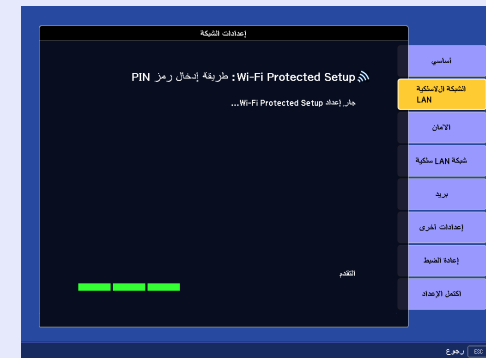 إعدادات الشبكة
Wi-Fi Protected Setup: طريقة إدخال رمز PIN
جار إعداد Wi-Fi Protected Setup...
التقدم
أساسي
الشبكة اللاسلكية
LAN
الأمان
شبكة LAN سلكية
بريد
إعدادات أخرى
إعادة الضبط
اكتمل الإعداد
رجوع